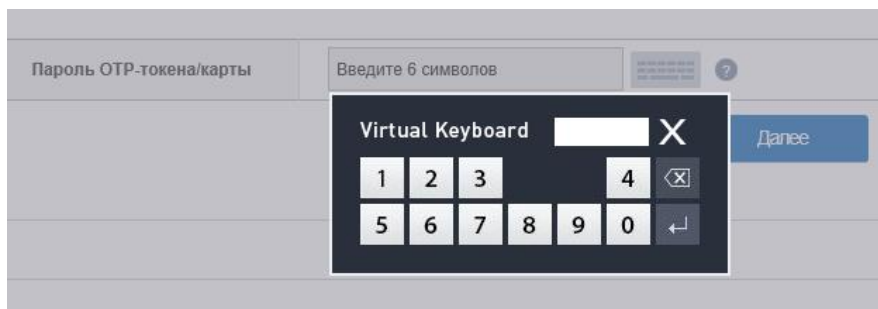 Пароль OTP-токена/карты
Введите 6 символов
?
Virtual Keyboard X
Далее
1 2 3 4
5 6 7 8 9 0